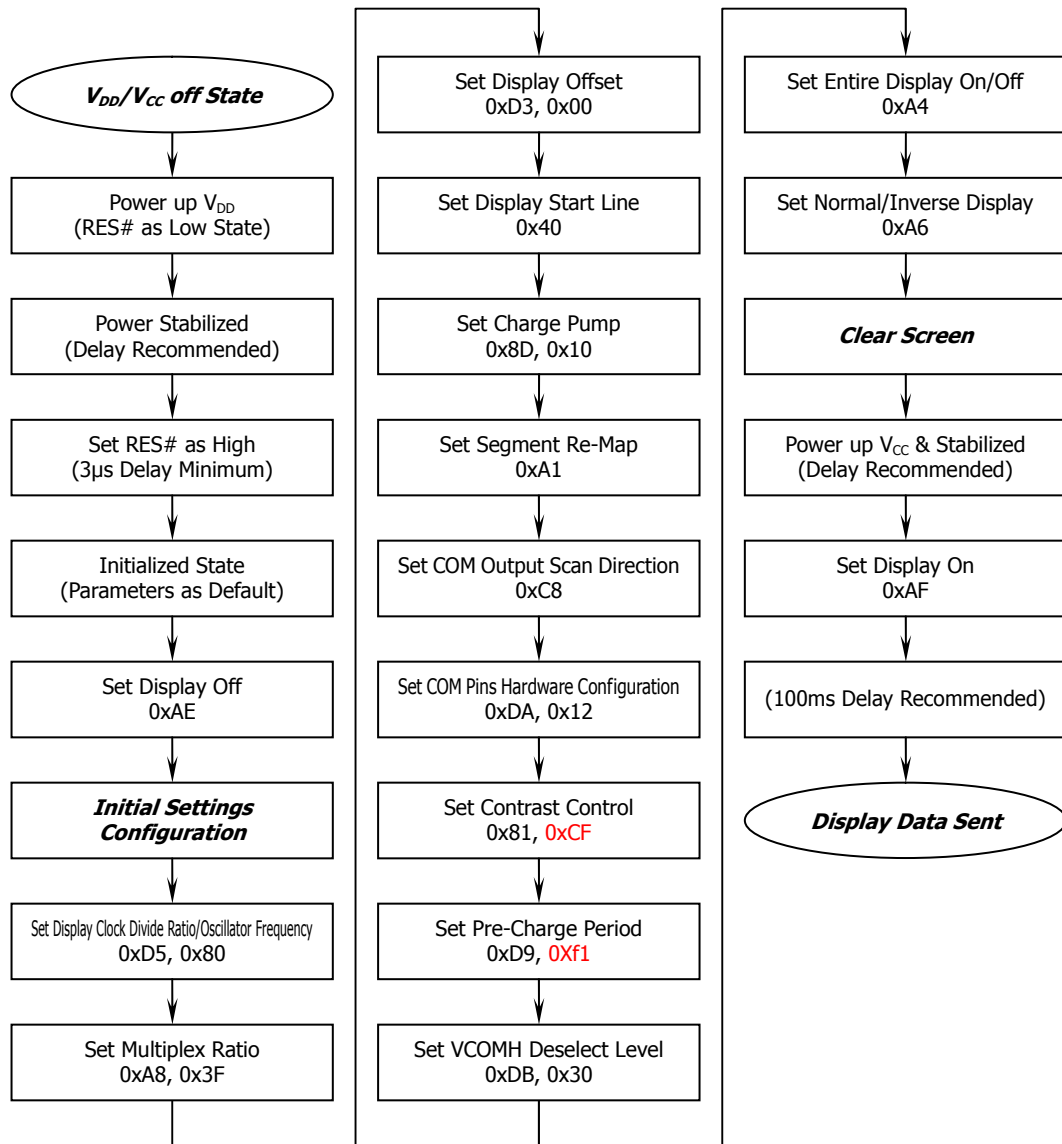 V_DD/V_CC off State
Power up V_DD
(RES# as Low State)
Power Stabilized
(Delay Recommended)
Set RES# as High
(3μs Delay Minimum)
Initialized State
(Parameters as Default)
Set Display Off
0xAE
Initial Settings
Configuration
Set Display Clock Divide Ratio/Oscillator Frequency
0xD5, 0x80
Set Multiplex Ratio
0xA8, 0x3F
Set Display Offset
0xD3, 0x00
Set Display Start Line
0x40
Set Charge Pump
0x8D, 0x10
Set Segment Re-Map
0xA1
Set COM Output Scan Direction
0xC8
Set COM Pins Hardware Configuration
0xDA, 0x12
Set Contrast Control
0x81, 0xCF
Set Pre-Charge Period
0xD9, 0Xf1
Set VCOMH Deselect Level
0xDB, 0x30
Set Entire Display On/Off
0xA4
Set Normal/Inverse Display
0xA6
Clear Screen
Power up V_CC & Stabilized
(Delay Recommended)
Set Display On
0xAF
(100ms Delay Recommended)
Display Data Sent